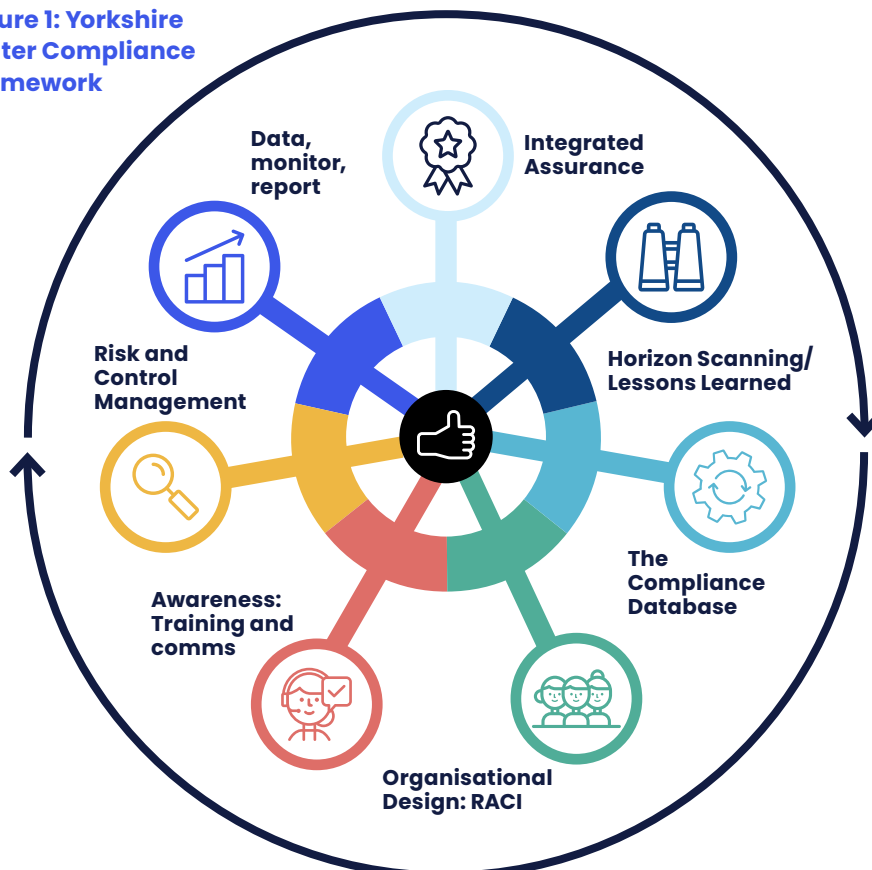 ure 1: Yorkshire
ter Compliance
mework
Data,
monitor,
report
Integrated
Assurance
Risk and
Control
Management
Horizon Scanning/
Lessons Learned
The
Compliance
Database
Awareness:
Training and
comms
Organisational
Design: RACI